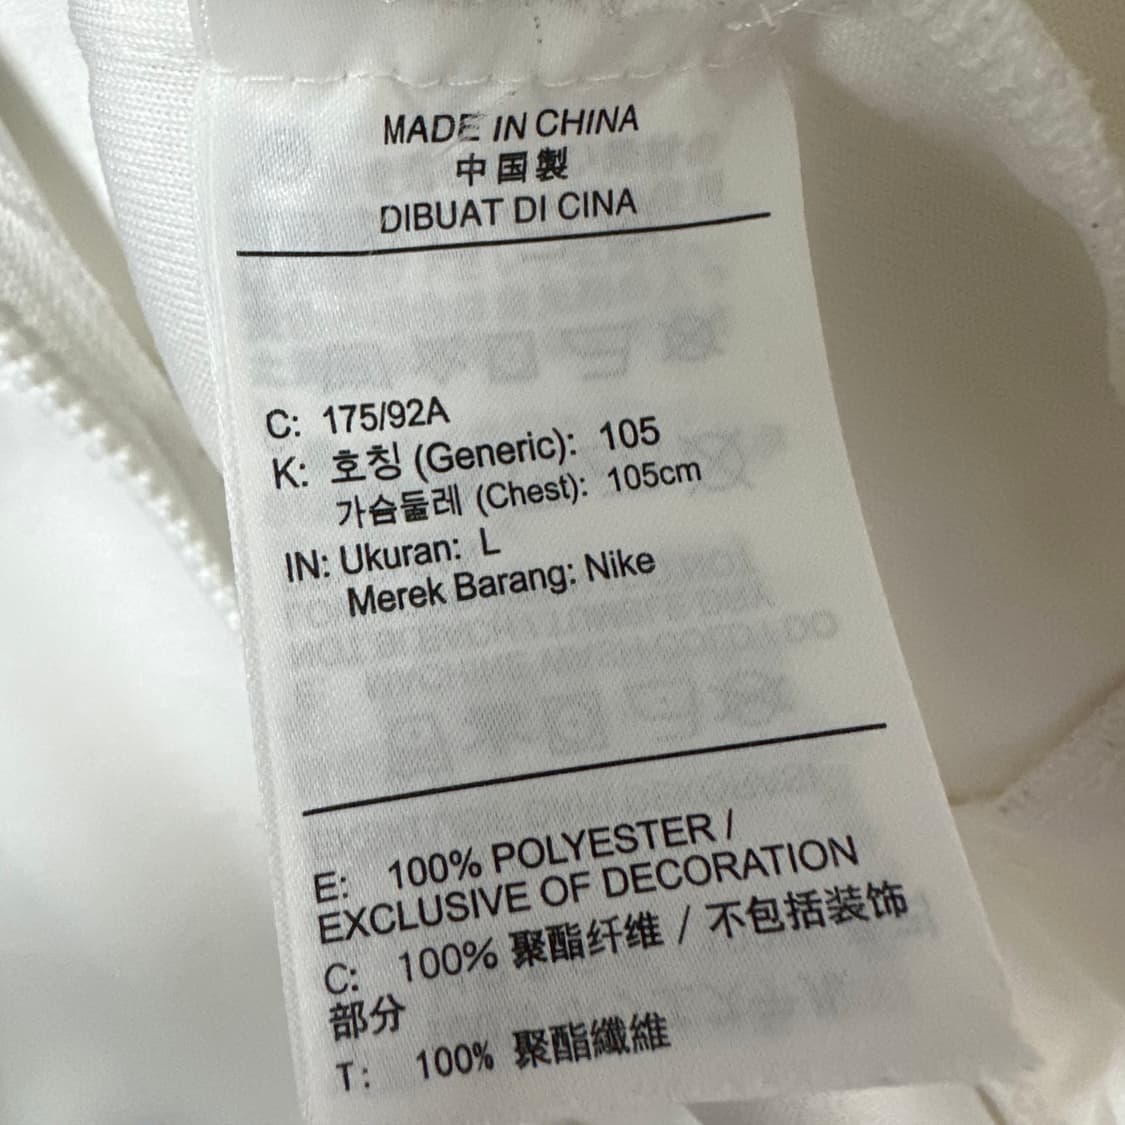 MADE IN CHINA
中国製
DIBUAT DI CINA
C: 175/92A
K: 호칭 (Generic): 105
가슴둘레 (Chest): 105cm
IN: Ukuran: L
Merek Barang: Nike
E: 100% POLYESTER /
EXCLUSIVE OF DECORATION
C: 100% 聚酯纤维 / 不包括装饰
部分
T: 100% 聚酯纖維